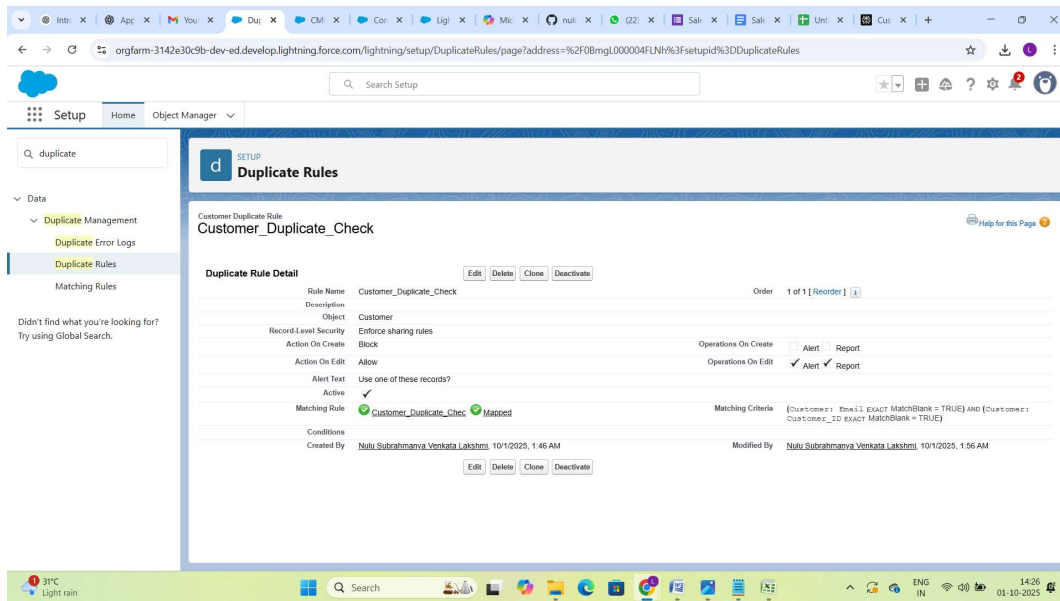 Intro
App
You
Dup
CM
Con
Ligh
Mic
nulu
(22)
Sale
Sale
Unt
Cus
orgfarm-3142e30c9b-dev-ed.develop.lightning.force.com/lightning/setup/DuplicateRules/page?address=%2F0BmgL000004FLNh%3Fsetupid%3DDuplicateRules
L
Search Setup
2
Setup Home Object Manager
duplicate
SETUP
d Duplicate Rules
Data
Duplicate Management
Duplicate Error Logs
Duplicate Rules
Matching Rules
Didn't find what you're looking for?
Try using Global Search.
Customer Duplicate Rule
Customer_Duplicate_Check
Help for this Page
Duplicate Rule Detail Edit Delete Clone Deactivate
Rule Name Customer_Duplicate_Check Order 1 of 1 [ Reorder ] i
Description
Object Customer
Record-Level Security Enforce sharing rules
Action On Create Block Operations On Create Alert Report
Action On Edit Allow Operations On Edit Alert Report
Alert Text Use one of these records?
Active
Matching Rule Customer_Duplicate_Chec Mapped Matching Criteria (Customer: Email EXACT MatchBlank = TRUE) AND (Customer:
Customer_ID EXACT MatchBlank = TRUE)
Conditions
Created By Nulu Subrahmanya Venkata Lakshmi, 10/1/2025, 1:46 AM Modified By Nulu Subrahmanya Venkata Lakshmi, 10/1/2025, 1:56 AM
Edit Delete Clone Deactivate
1 31°C
Light rain
Search
L
ENG
IN
14:26
01-10-2025